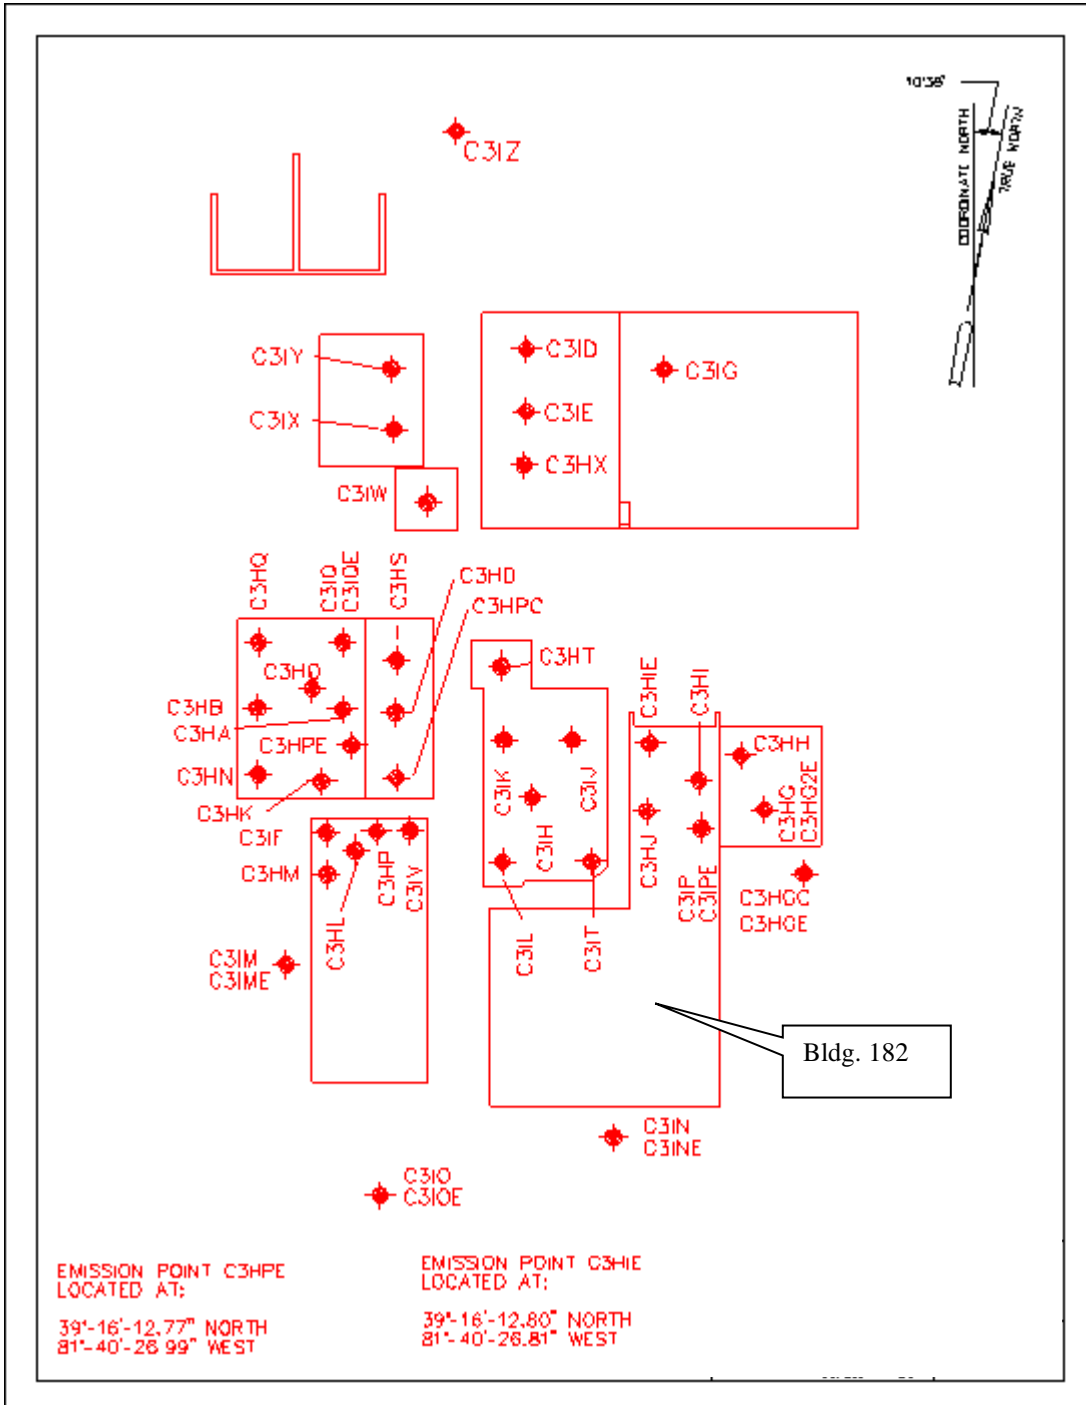 10°38'
COORDINATE NORTH
TRUE NORTH
C3IZ
C3IY
C3ID
C3IG
C3IX
C3IE
C3HX
C3IW
C3HQ
C3IQ
C3IQE
C3HS
C3HD
C3HPC
C3HT
C3HO
C3HIE
C3HI
C3HB
C3HA
C3HPE
C3HH
C3HN
C3IK
C3IJ
C3HG
C3HG2E
C3HK
C3IF
C3IH
C3HJ
C3HM
C3HP
C3IV
C3IP
C3IPE
C3HL
C3IL
C3IT
C3IM
C3IME
Bldg. 182
C3IN
C3INE
C3IO
C3IOE
EMISSION POINT C3HPE
LOCATED AT:
39°-16'-12.77" NORTH
81°-40'-26.99" WEST
EMISSION POINT C3HIE
LOCATED AT:
39°-16'-12.80" NORTH
81°-40'-26.81" WEST